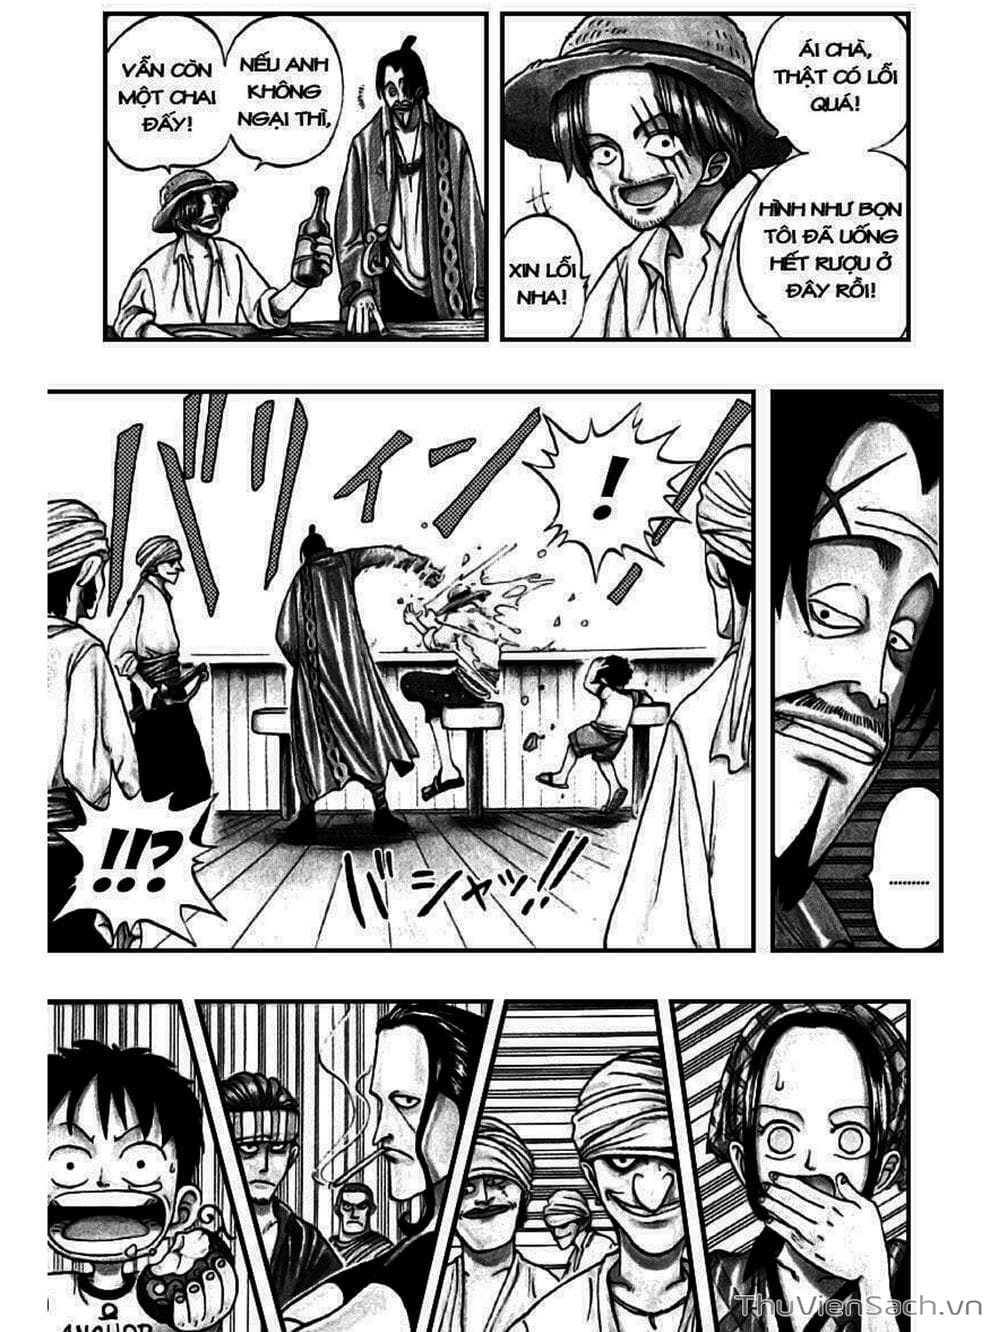 ÁI CHÀ,
THẬT CÓ LỖI
QUÁ!
HÌNH NHƯ BỌN
TÔI ĐÃ UỐNG
HẾT RƯỢU Ở
ĐÂY RỒI!
XIN LỖI
NHA!
NẾU ANH
KHÔNG
NGẠI THÌ,
VẪN CÒN
MỘT CHAI
ĐẤY!
.........
!
バリィン
!!?
バシャッ!!
ANCHOR
ThuVienSach.vn